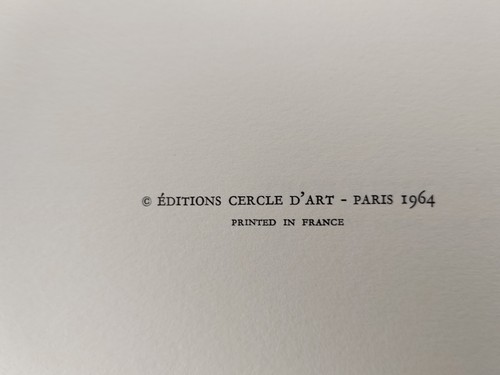 © ÉDITIONS CERCLE D'ART - PARIS 1964
PRINTED IN FRANCE